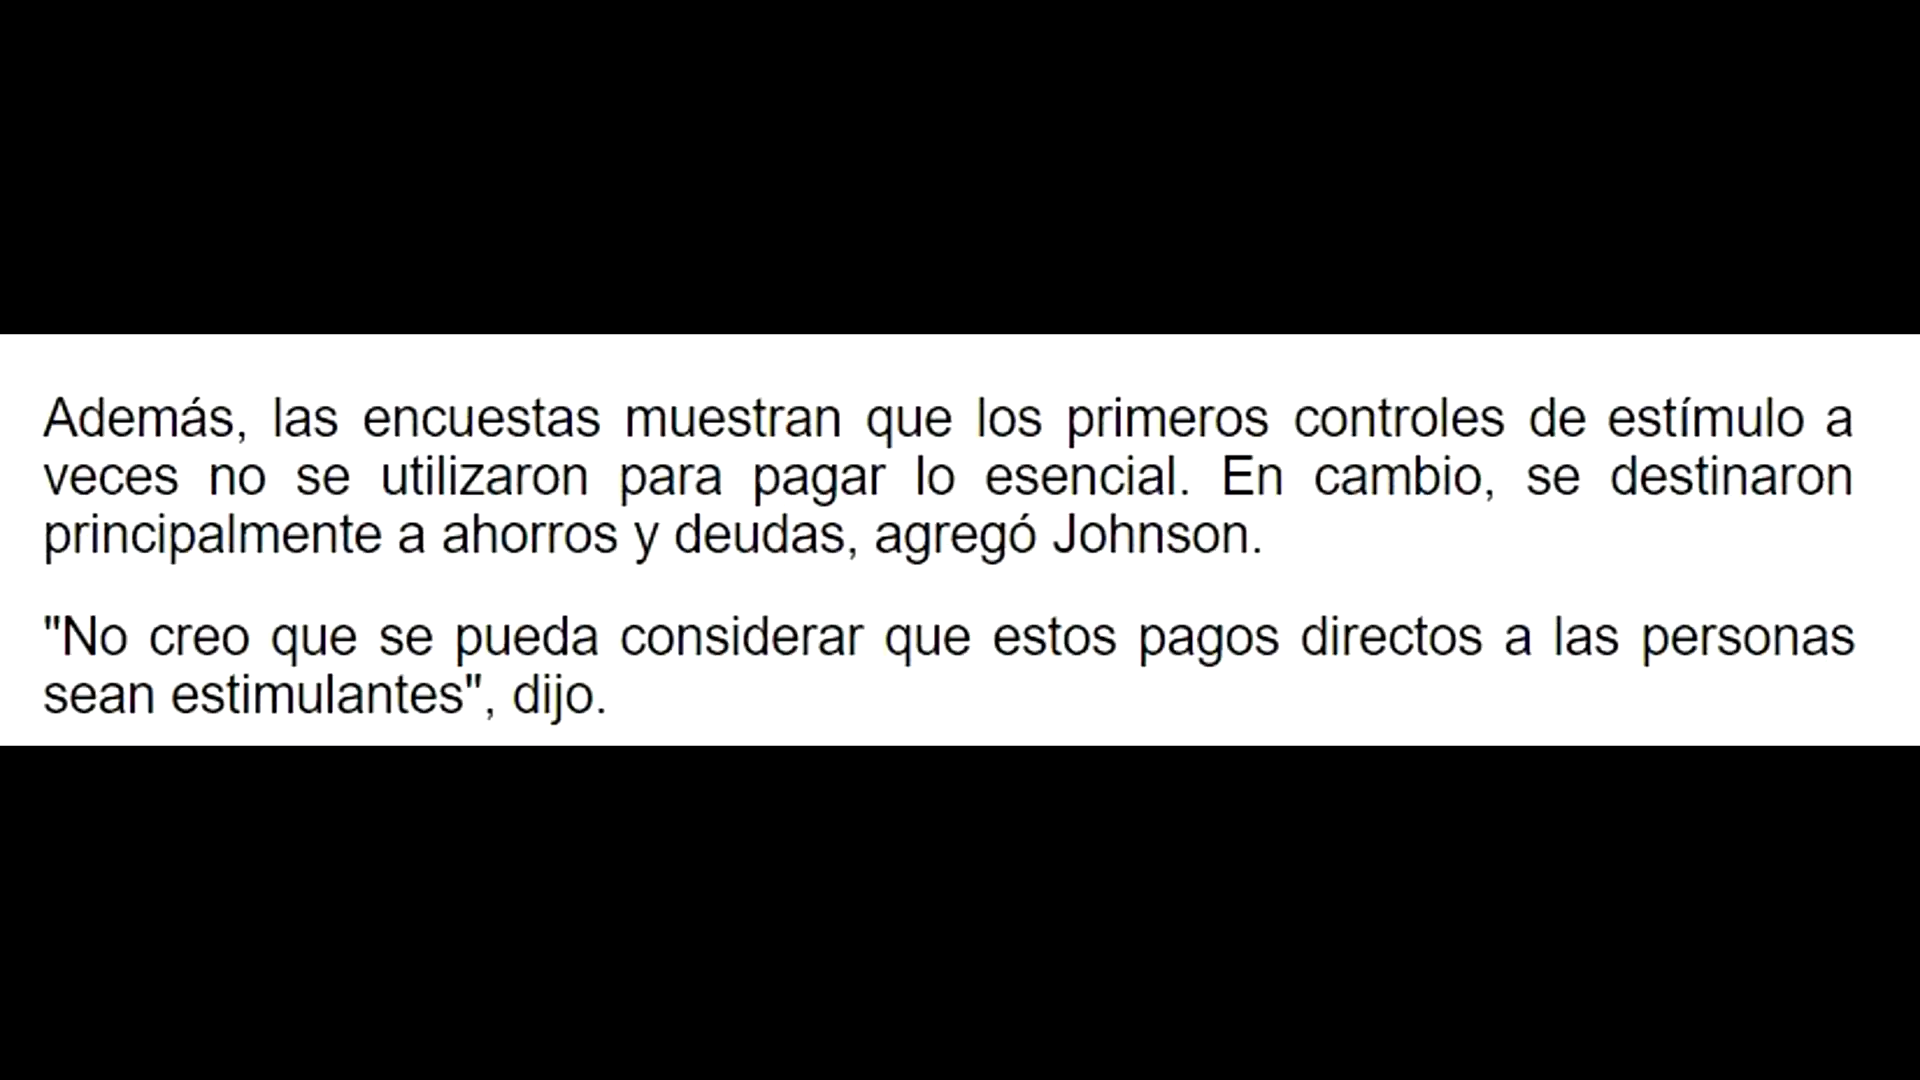 Además, las encuestas muestran que los primeros controles de estímulo a
veces no se utilizaron para pagar lo esencial. En cambio, se destinaron
principalmente a ahorros y deudas, agregó Johnson.
"No creo que se pueda considerar que estos pagos directos a las personas
sean estimulantes", dijo.